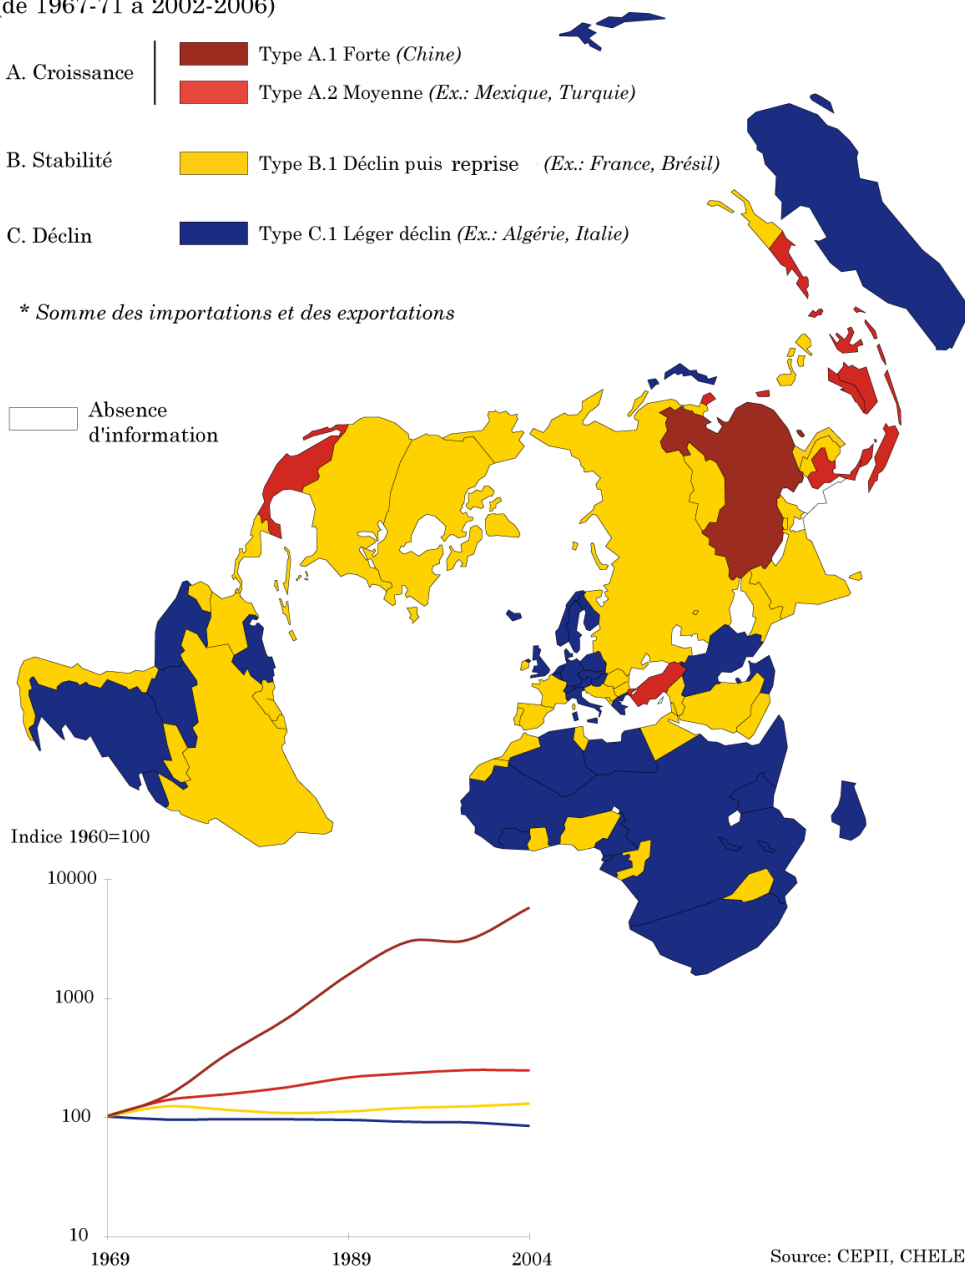 (de 1967-71 à 2002-2006)
A. Croissance
Type A.1 Forte (Chine)
Type A.2 Moyenne (Ex.: Mexique, Turquie)
B. Stabilité
Type B.1 Déclin puis reprise (Ex.: France, Brésil)
C. Déclin
Type C.1 Léger déclin (Ex.: Algérie, Italie)
* Somme des importations et des exportations
Absence
d'information
Indice 1960=100
10000
1000
100
10
1969 1989 2004
Source: CEPII, CHELE